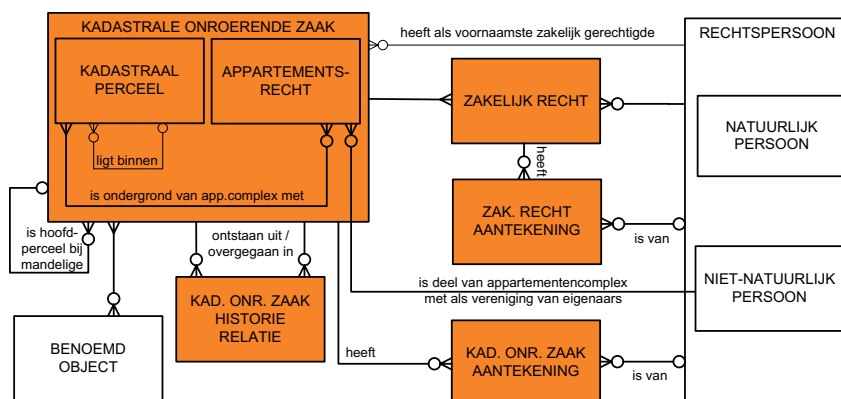 KADASTRALE ONROERENDE ZAAK
heeft als voornaamste zakelijk gerechtigde
RECHTSPERSOON
KADASTRAAL
PERCEEL
APPARTEMENTS-
RECHT
ZAKELIJK RECHT
NATUURLIJK
PERSOON
ligt binnen
heeft
is ondergrond van app.complex met
ZAK. RECHT
AANTEKENING
is van
is hoofd-
perceel bij
mandelige
ontstaan uit /
overgegaan in
is deel van appartementencomplex
met als vereniging van eigenaars
NIET-NATUURLIJK
PERSOON
KAD. ONR. ZAAK
HISTORIE
RELATIE
BENOEMD
OBJECT
heeft
KAD. ONR. ZAAK
AANTEKENING
is van